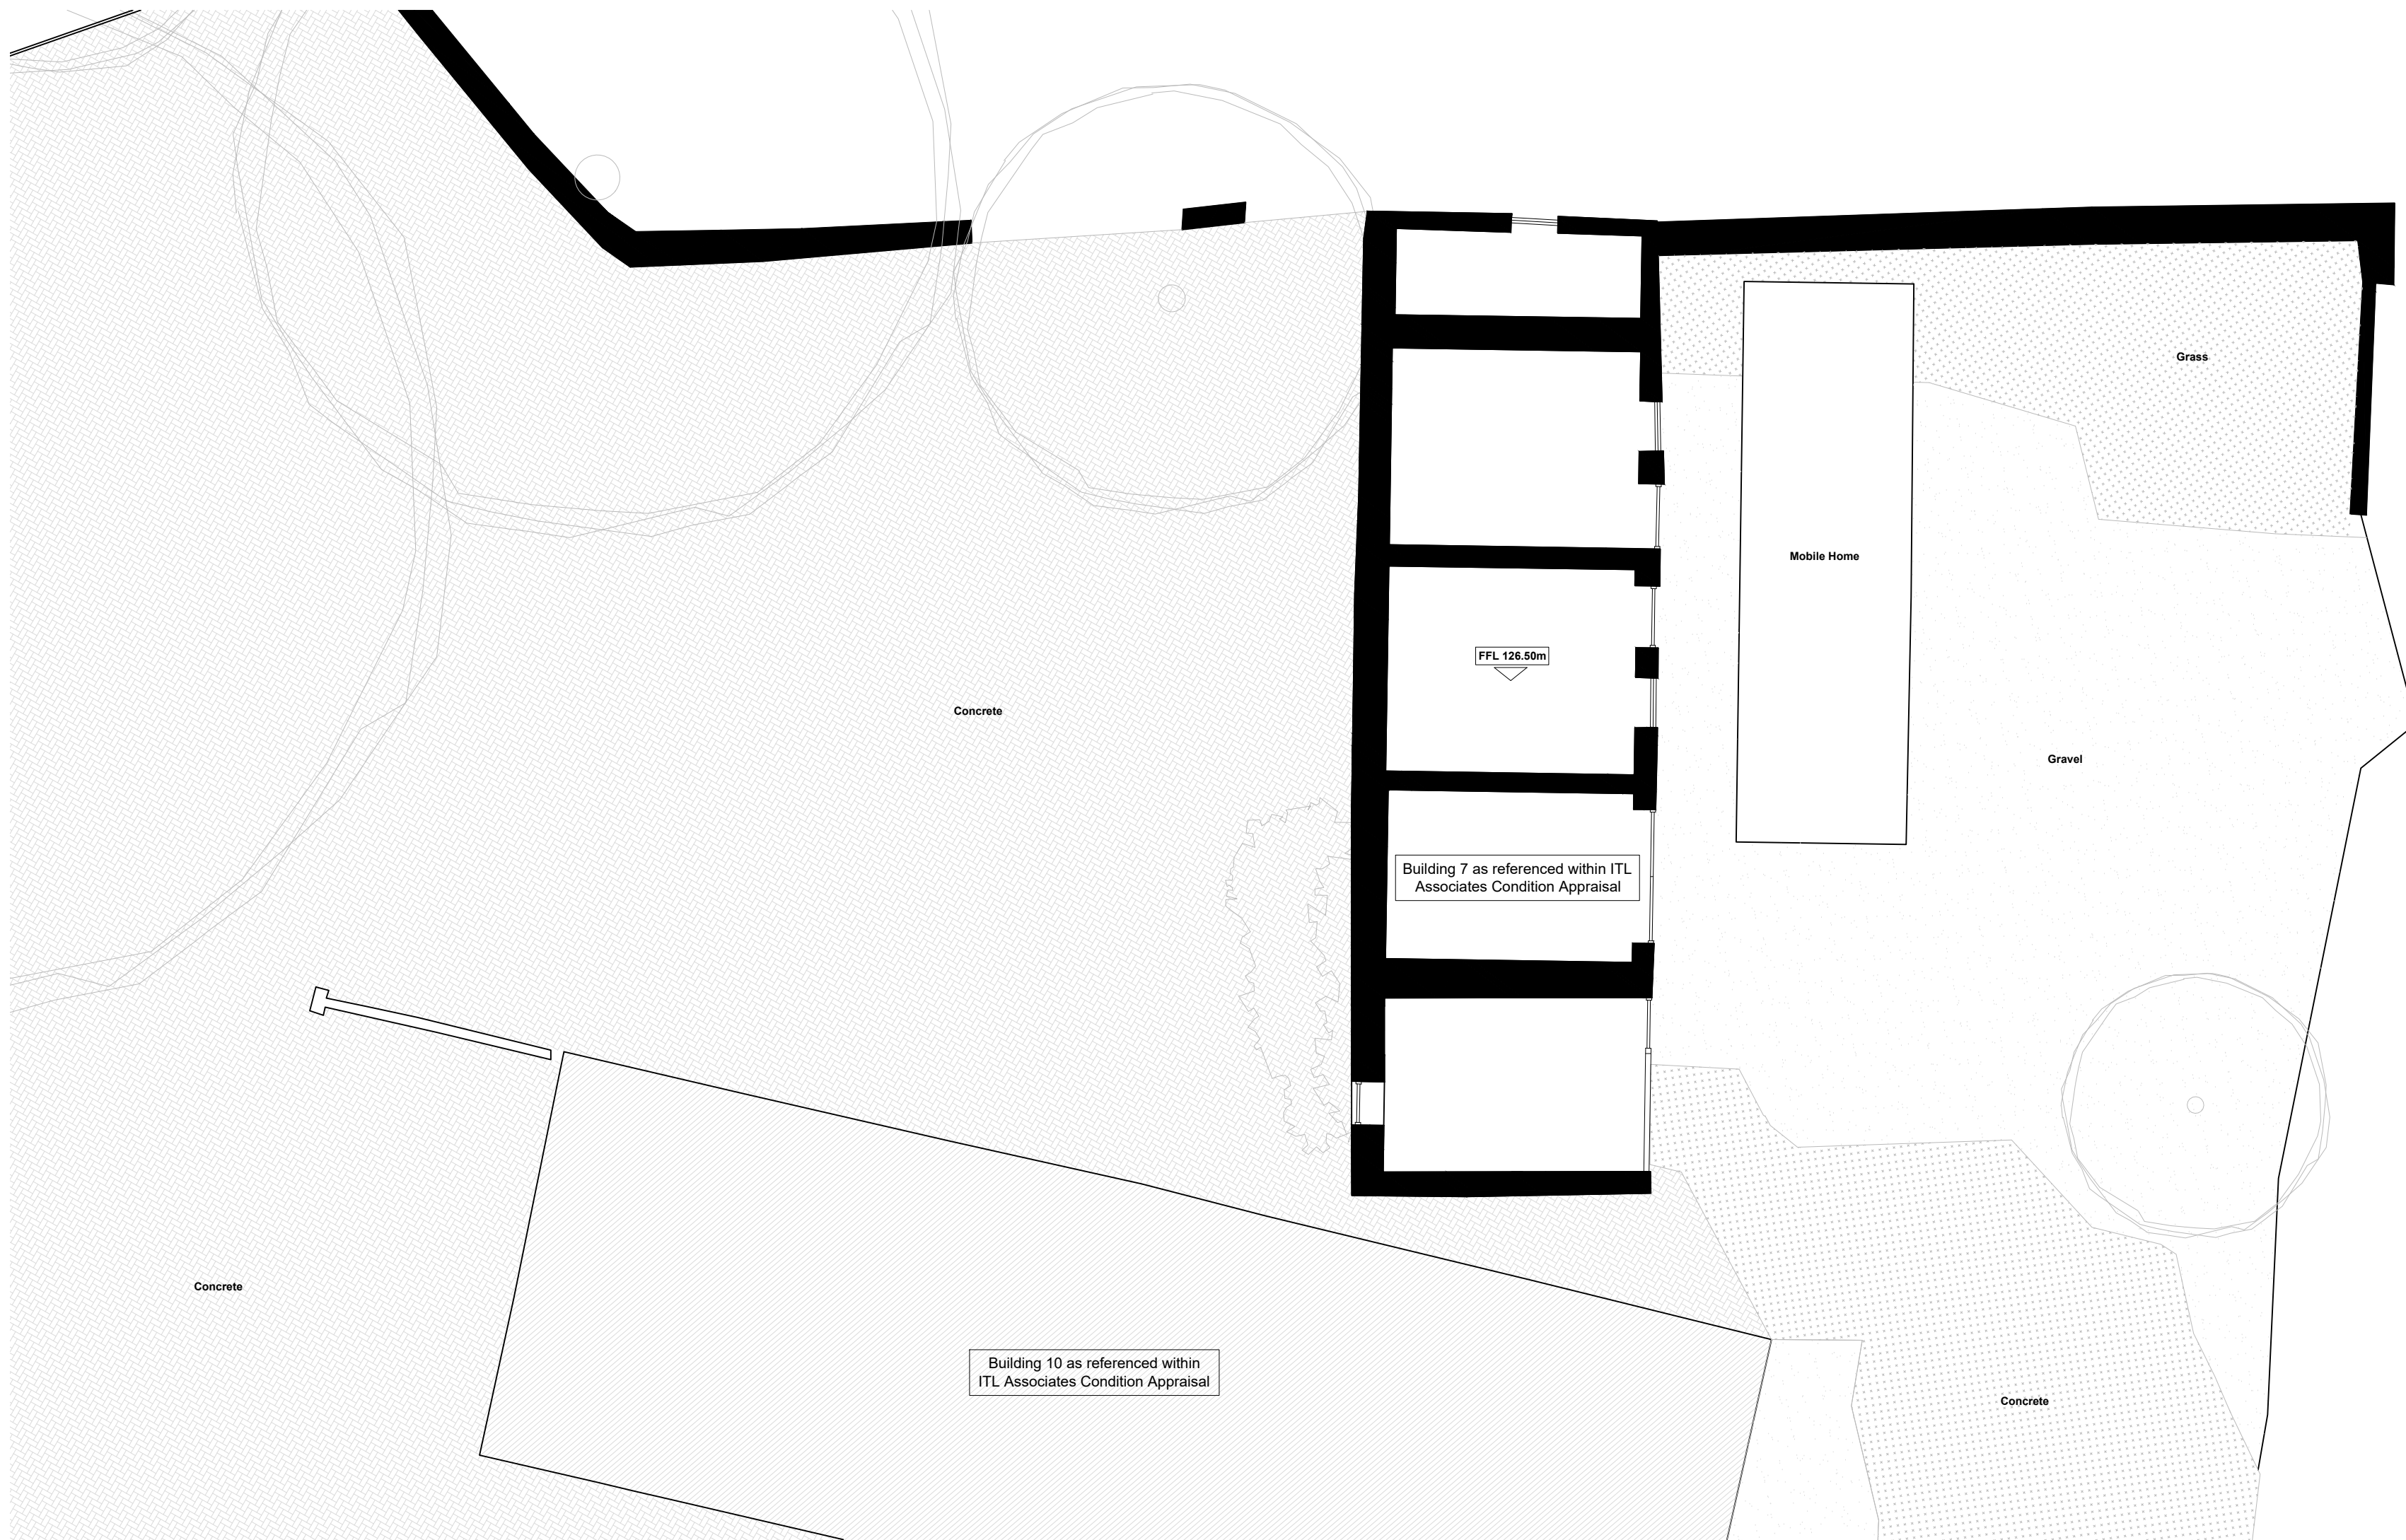 Grass
Mobile Home
FFL 126.50m
Concrete
Gravel
Building 7 as referenced within ITL
Associates Condition Appraisal
Concrete
Building 10 as referenced within
ITL Associates Condition Appraisal
Concrete